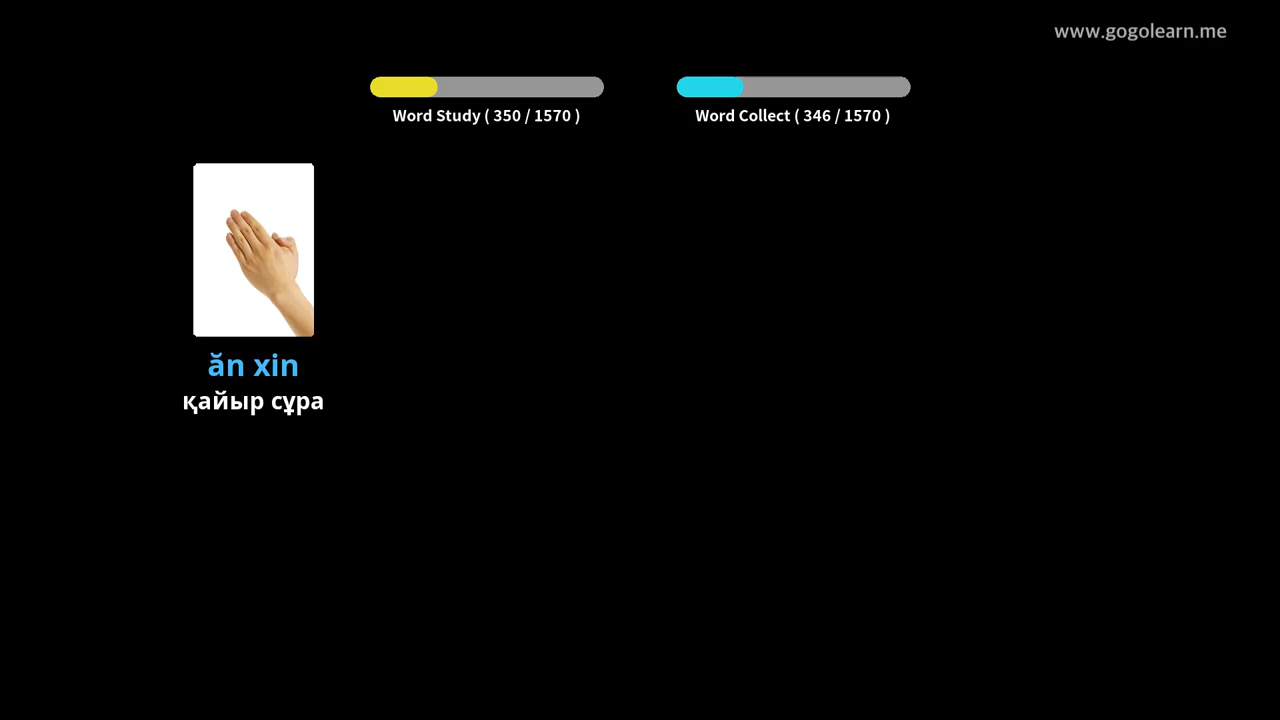 www.gogolearn.me
Word Study ( 350 / 1570 )
Word Collect ( 346 / 1570 )
ăn xin
қайыр сұра